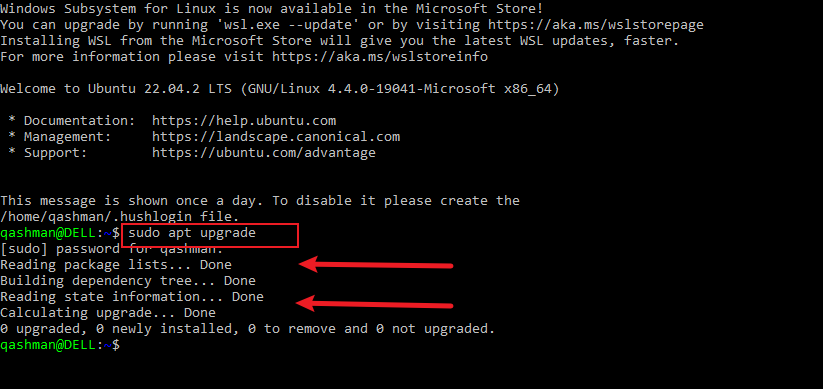 Windows Subsystem for Linux is now available in the Microsoft Store!
You can upgrade by running 'wsl.exe --update' or by visiting https://aka.ms/wslstorepage
Installing WSL from the Microsoft Store will give you the latest WSL updates, faster.
For more information please visit https://aka.ms/wslstoreinfo
Welcome to Ubuntu 22.04.2 LTS (GNU/Linux 4.4.0-19041-Microsoft x86_64)
* Documentation:  https://help.ubuntu.com
* Management:     https://landscape.canonical.com
* Support:        https://ubuntu.com/advantage
This message is shown once a day. To disable it please create the
/home/qashman/.hushlogin file.
qashman@DELL:~$ sudo apt upgrade
[sudo] password for qashman:
Reading package lists... Done
Building dependency tree... Done
Reading state information... Done
Calculating upgrade... Done
0 upgraded, 0 newly installed, 0 to remove and 0 not upgraded.
qashman@DELL:~$